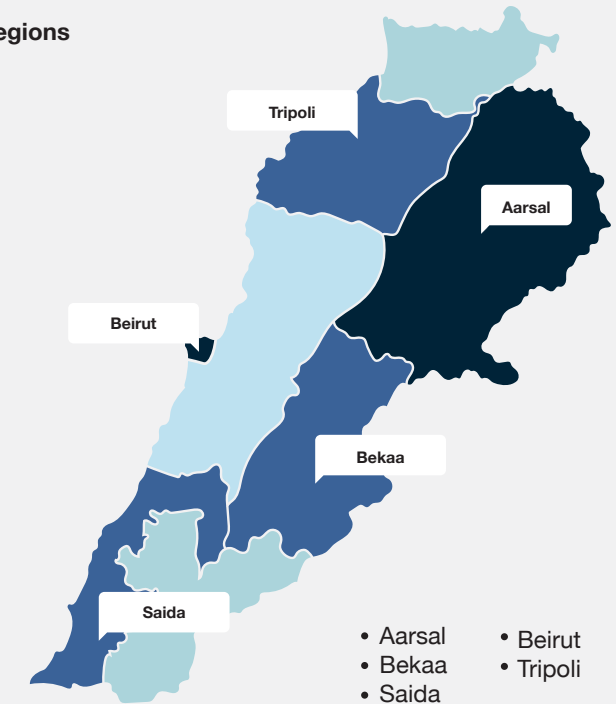 egions
Tripoli
Aarsal
Beirut
Bekaa
Saida
• Aarsal
• Bekaa
• Saida
• Beirut
• Tripoli